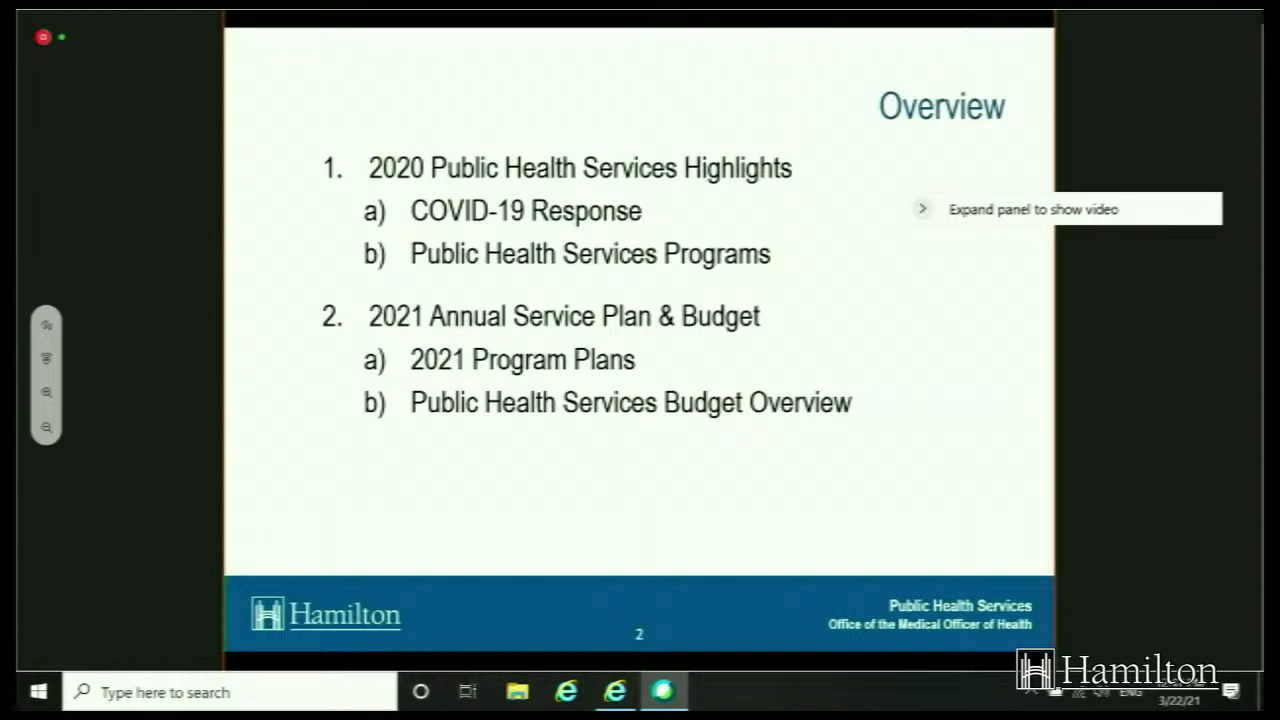 Overview
1. 2020 Public Health Services Highlights
a) COVID-19 Response
b) Public Health Services Programs
Expand panel to show video
2. 2021 Annual Service Plan & Budget
a) 2021 Program Plans
b) Public Health Services Budget Overview
Hamilton
2
Public Health Services
Office of the Medical Officer of Health
Hamilton
Type here to search
ENG
3/22/21